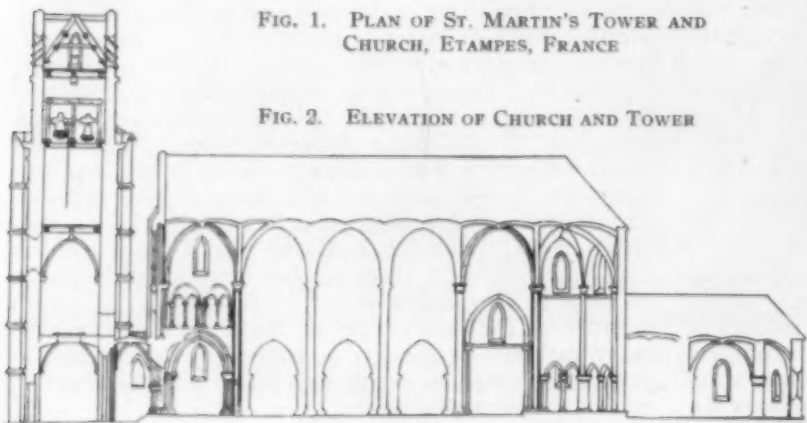 FIG. 1. PLAN OF ST. MARTIN'S TOWER AND
CHURCH, ETAMPES, FRANCE
FIG. 2. ELEVATION OF CHURCH AND TOWER